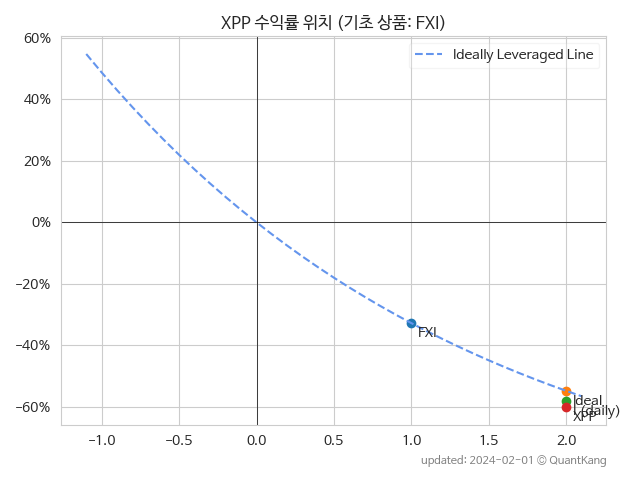 XPP 수익률 위치 (기초 상품: FXI)
Ideally Leveraged Line
60%
40%
20%
0%
−20%
−40%
−60%
FXI
Ideal
(daily)
XPP
−1.0
−0.5
0.0
0.5
1.0
1.5
2.0
updated: 2024-02-01 © QuantKang